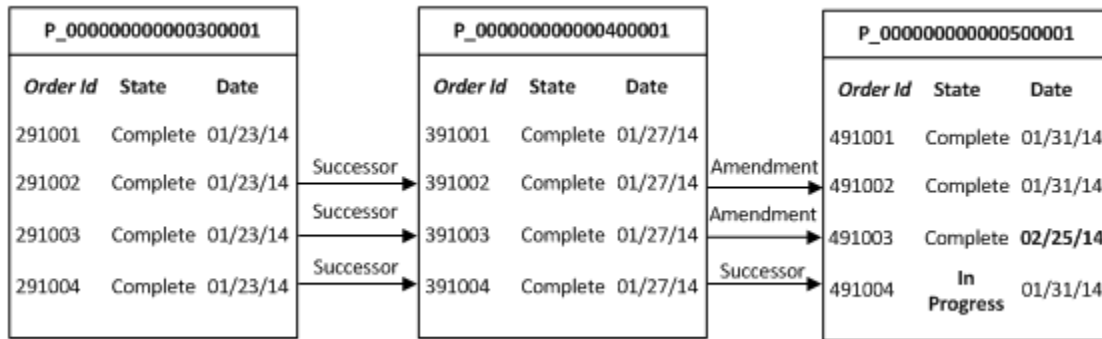 P_000000000000300001
Order Id State Date
291001 Complete 01/23/14
291002 Complete 01/23/14
291003 Complete 01/23/14
291004 Complete 01/23/14
Successor
Successor
Successor
P_000000000000400001
Order Id State Date
391001 Complete 01/27/14
391002 Complete 01/27/14
391003 Complete 01/27/14
391004 Complete 01/27/14
Amendment
Amendment
Successor
P_000000000000500001
Order Id State Date
491001 Complete 01/31/14
491002 Complete 01/31/14
491003 Complete 02/25/14
491004 In Progress 01/31/14